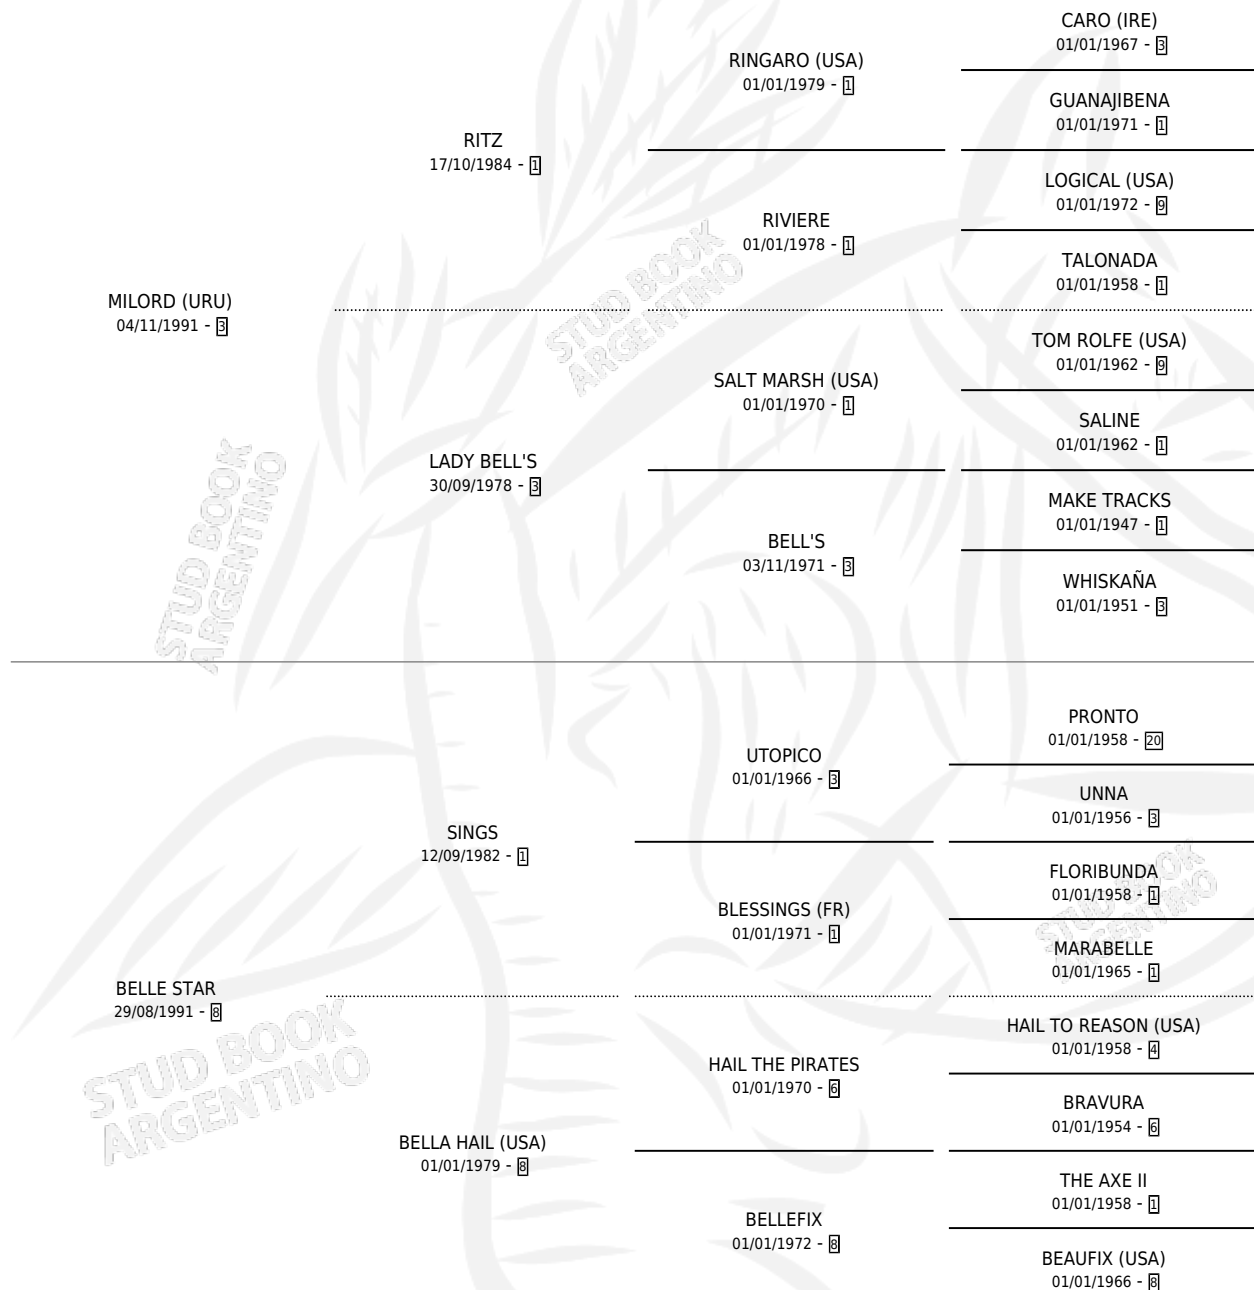 CARO (IRE)
01/01/1967 - 3
RINGARO (USA)
01/01/1979 - 1
GUANAJIBENA
01/01/1971 - 1
RITZ
17/10/1984 - 1
LOGICAL (USA)
01/01/1972 - 9
RIVIERE
01/01/1978 - 1
TALONADA
01/01/1958 - 1
MILORD (URU)
04/11/1991 - 3
TOM ROLFE (USA)
01/01/1962 - 9
SALT MARSH (USA)
01/01/1970 - 1
SALINE
01/01/1962 - 1
LADY BELL'S
30/09/1978 - 3
MAKE TRACKS
01/01/1947 - 1
BELL'S
03/11/1971 - 3
WHISKAÑA
01/01/1951 - 3
PRONTO
01/01/1958 - 20
UTOPICO
01/01/1966 - 3
UNNA
01/01/1956 - 3
SINGS
12/09/1982 - 1
FLORIBUNDA
01/01/1958 - 1
BLESSINGS (FR)
01/01/1971 - 1
MARABELLE
01/01/1965 - 1
BELLE STAR
29/08/1991 - 8
HAIL TO REASON (USA)
01/01/1958 - 4
HAIL THE PIRATES
01/01/1970 - 6
BRAVURA
01/01/1954 - 6
BELLA HAIL (USA)
01/01/1979 - 8
THE AXE II
01/01/1958 - 1
BELLEFIX
01/01/1972 - 8
BEAUFIX (USA)
01/01/1966 - 8
STUD BOOK
ARGENTINO
STUD BOOK
ARGENTINO
STUD BOOK
ARGENTINO
STUD BOOK
ARGENTINO